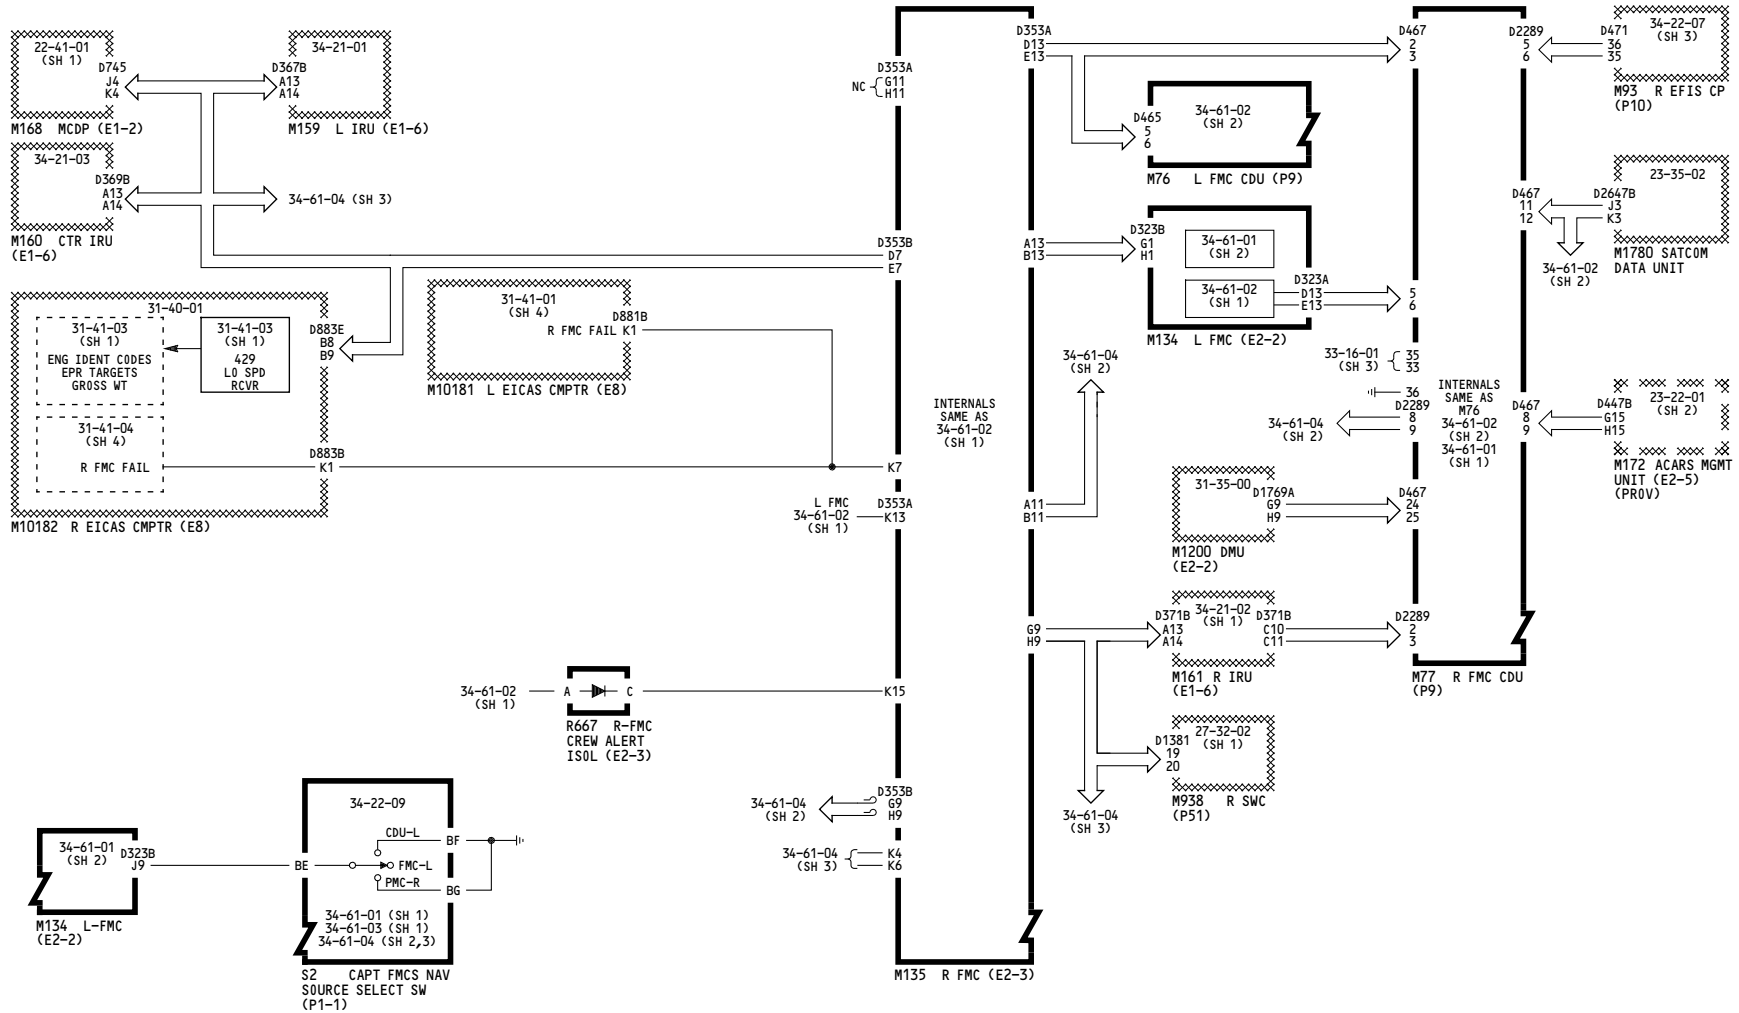 22-41-01
(SH 1)
D745
J4
K4
M168 MCDP (E1-2)
34-21-01
D367B
A13
A14
M159 L IRU (E1-6)
34-21-03
D369B
A13
A14
M160 CTR IRU
(E1-6)
34-61-04 (SH 3)
31-40-01
31-41-03
(SH 1)
ENG IDENT CODES
EPR TARGETS
GROSS WT
31-41-03
(SH 1)
429
LO SPD
RCVR
D883E
B8
B9
31-41-04
(SH 4)
R FMC FAIL
D883B
K1
M10182 R EICAS CMPTR (E8)
31-41-01
(SH 4)
D881B
R FMC FAIL K1
M10181 L EICAS CMPTR (E8)
34-61-02
(SH 1)
A
C
R667 R-FMC
CREW ALERT
ISOL (E2-3)
34-61-01
(SH 2)
D323B
J9
M134 L-FMC
(E2-2)
34-22-09
CDU-L
BF
BE
FMC-L
PMC-R
BG
34-61-01 (SH 1)
34-61-03 (SH 1)
34-61-04 (SH 2,3)
S2 CAPT FMCS NAV
SOURCE SELECT SW
(P1-1)
D353A
NC
G11
H11
D353B
D7
E7
K7
L FMC
34-61-02
(SH 1)
D353A
K13
K15
34-61-04
(SH 2)
D353B
G9
H9
34-61-04
(SH 3)
K4
K6
INTERNALS
SAME AS
34-61-02
(SH 1)
D353A
D13
E13
A13
B13
A11
B11
G9
H9
M135 R FMC (E2-3)
D465
5
6
34-61-02
(SH 2)
M76 L FMC CDU (P9)
D323B
G1
H1
34-61-01
(SH 2)
34-61-02
(SH 1)
D323A
D13
E13
M134 L FMC (E2-2)
34-61-04
(SH 2)
33-16-01
(SH 3)
35
33
36
34-61-04
(SH 2)
D2289
8
9
31-35-00
D1769A
G9
H9
M1200 DMU
(E2-2)
D371B
A13
A14
34-21-02
(SH 1)
D371B
C10
C11
M161 R IRU
(E1-6)
D1381
19
20
27-32-02
(SH 1)
M938 R SWC
(P51)
34-61-04
(SH 3)
D467
2
3
5
6
D467
24
25
D2289
2
3
INTERNALS
SAME AS
M76
34-61-02
(SH 2)
34-61-01
(SH 1)
M77 R FMC CDU
(P9)
D2289
5
6
D467
11
12
D467
8
9
D471
36
35
34-22-07
(SH 3)
M93 R EFIS CP
(P10)
D2647B
J3
K3
23-35-02
M1780 SATCOM
DATA UNIT
34-61-02
(SH 2)
D447B
G15
H15
23-22-01
(SH 2)
M172 ACARS MGMT
UNIT (E2-5)
(PROV)